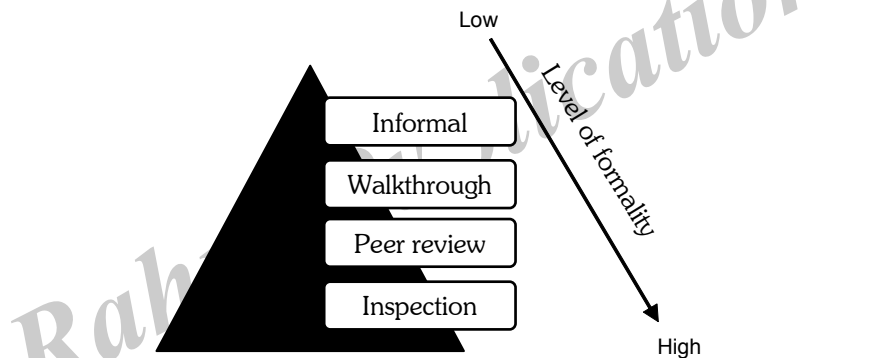 Low
Informal
Walkthrough
Peer review
Inspection
Level of formality
High